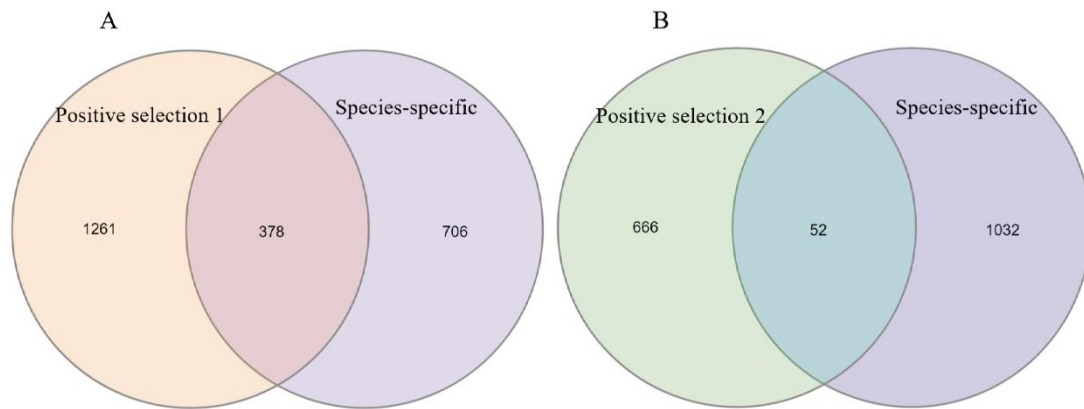 A
Positive selection 1
Species-specific
1261
378
706
B
Positive selection 2
Species-specific
666
52
1032